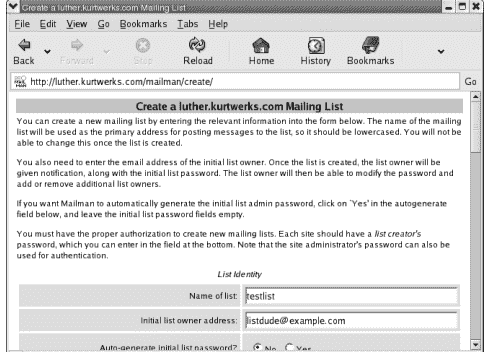 Create a luther.kurtwerks.com Mailing List
File Edit View Go Bookmarks Tabs Help
Back Forward Stop Reload Home History Bookmarks
http://luther.kurtwerks.com/mailman/create/ Go
Create a luther.kurtwerks.com Mailing List
You can create a new mailing list by entering the relevant information into the form below. The name of the mailing
list will be used as the primary address for posting messages to the list, so it should be lowercased. You will not be
able to change this once the list is created.
You also need to enter the email address of the initial list owner. Once the list is created, the list owner will be
given notification, along with the initial list password. The list owner will then be able to modify the password and
add or remove additional list owners.
If you want Mailman to automatically generate the initial list admin password, click on `Yes' in the autogenerate
field below, and leave the initial list password fields empty.
You must have the proper authorization to create new mailing lists. Each site should have a list creator's
password, which you can enter in the field at the bottom. Note that the site administrator's password can also be
used for authentication.
List Identity
Name of list: testlist
Initial list owner address: listdude@example.com
Auto-generate initial list password? No Yes